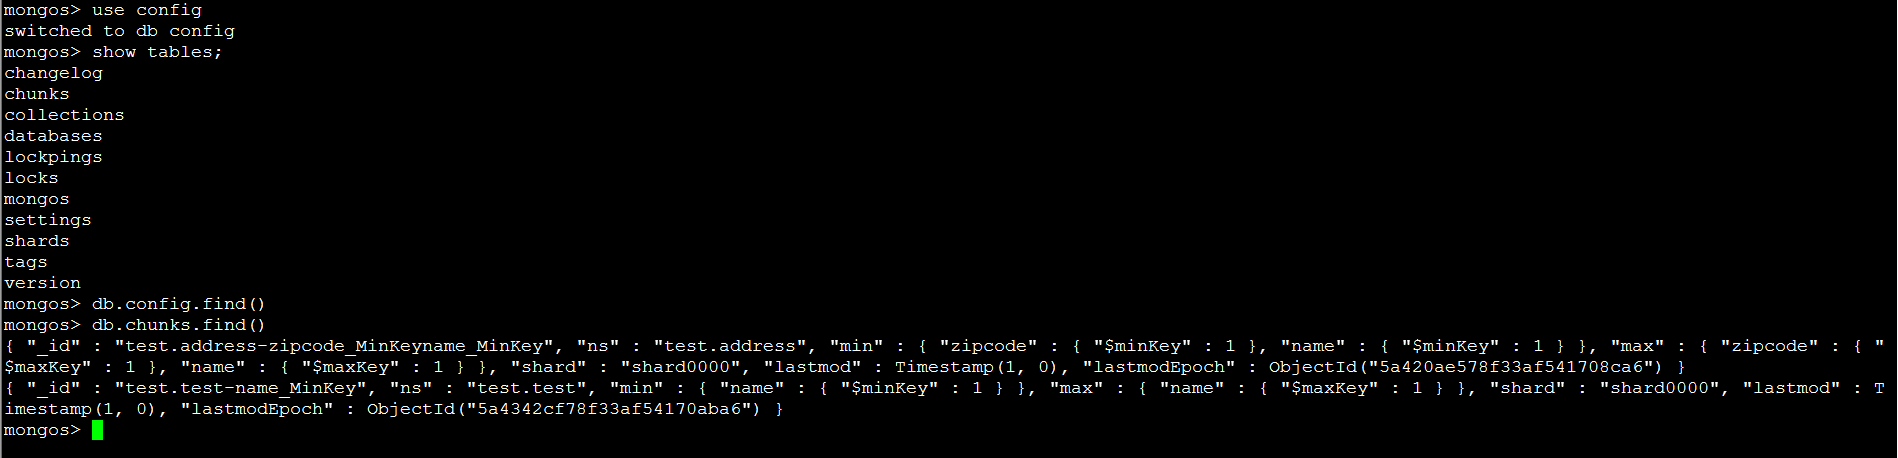 mongos> use config
switched to db config
mongos> show tables;
changelog
chunks
collections
databases
lockpings
locks
mongos
settings
shards
tags
version
mongos> db.config.find()
mongos> db.chunks.find()
{ "_id" : "test.address-zipcode_MinKeyname_MinKey", "ns" : "test.address", "min" : { "zipcode" : { "$minKey" : 1 }, "name" : { "$minKey" : 1 } }, "max" : { "zipcode" : { "
$maxKey" : 1 }, "name" : { "$maxKey" : 1 } }, "shard" : "shard0000", "lastmod" : Timestamp(1, 0), "lastmodEpoch" : ObjectId("5a420ae578f33af541708ca6") }
{ "_id" : "test.test-name_MinKey", "ns" : "test.test", "min" : { "name" : { "$minKey" : 1 } }, "max" : { "name" : { "$maxKey" : 1 } }, "shard" : "shard0000", "lastmod" : T
imestamp(1, 0), "lastmodEpoch" : ObjectId("5a4342cf78f33af54170aba6") }
mongos>